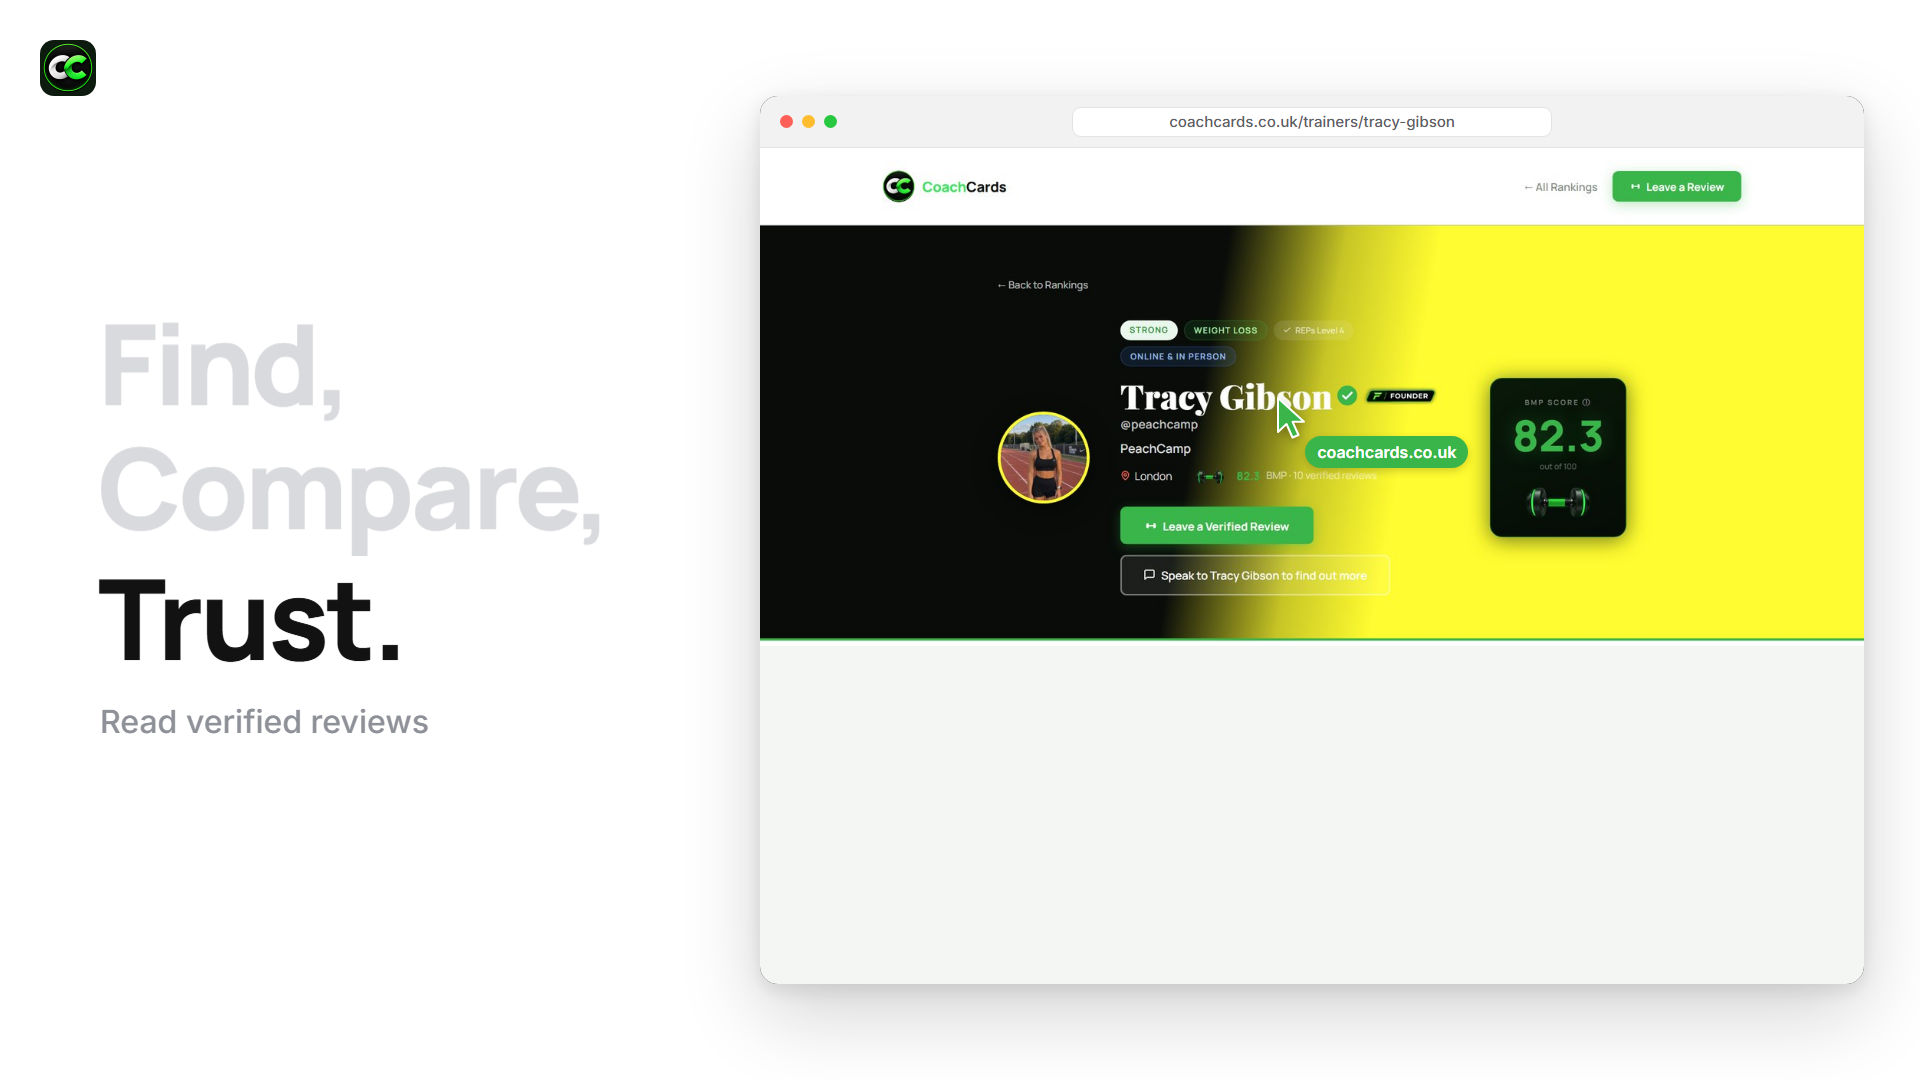 CC
Find,
Compare,
Trust.
Read verified reviews
coachcards.co.uk/trainers/tracy-gibson
CC CoachCards
← All Rankings
Leave a Review
← Back to Rankings
STRONG
WEIGHT LOSS
✓ REPs Level 4
ONLINE & IN PERSON
Tracy Gibson
F / FOUNDER
@peachcamp
PeachCamp
coachcards.co.uk
London
82.3 BMP · 10 verified reviews
Leave a Verified Review
Speak to Tracy Gibson to find out more
BMP SCORE
82.3
out of 100